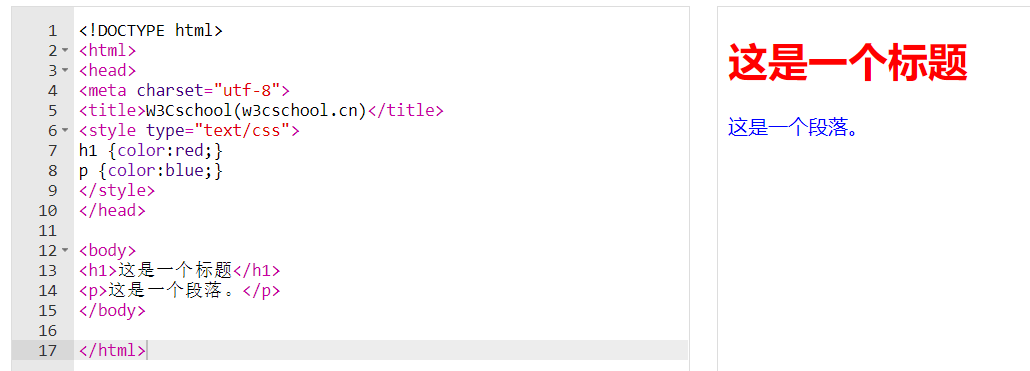 1 <!DOCTYPE html>
2 <html>
3 <head>
4 <meta charset="utf-8">
5 <title>W3Cschool(w3cschool.cn)</title>
6 <style type="text/css">
7 h1 {color:red;}
8 p {color:blue;}
9 </style>
10 </head>
11
12 <body>
13 <h1>这是一个标题</h1>
14 <p>这是一个段落。</p>
15 </body>
16
17 </html>
这是一个标题
这是一个段落。